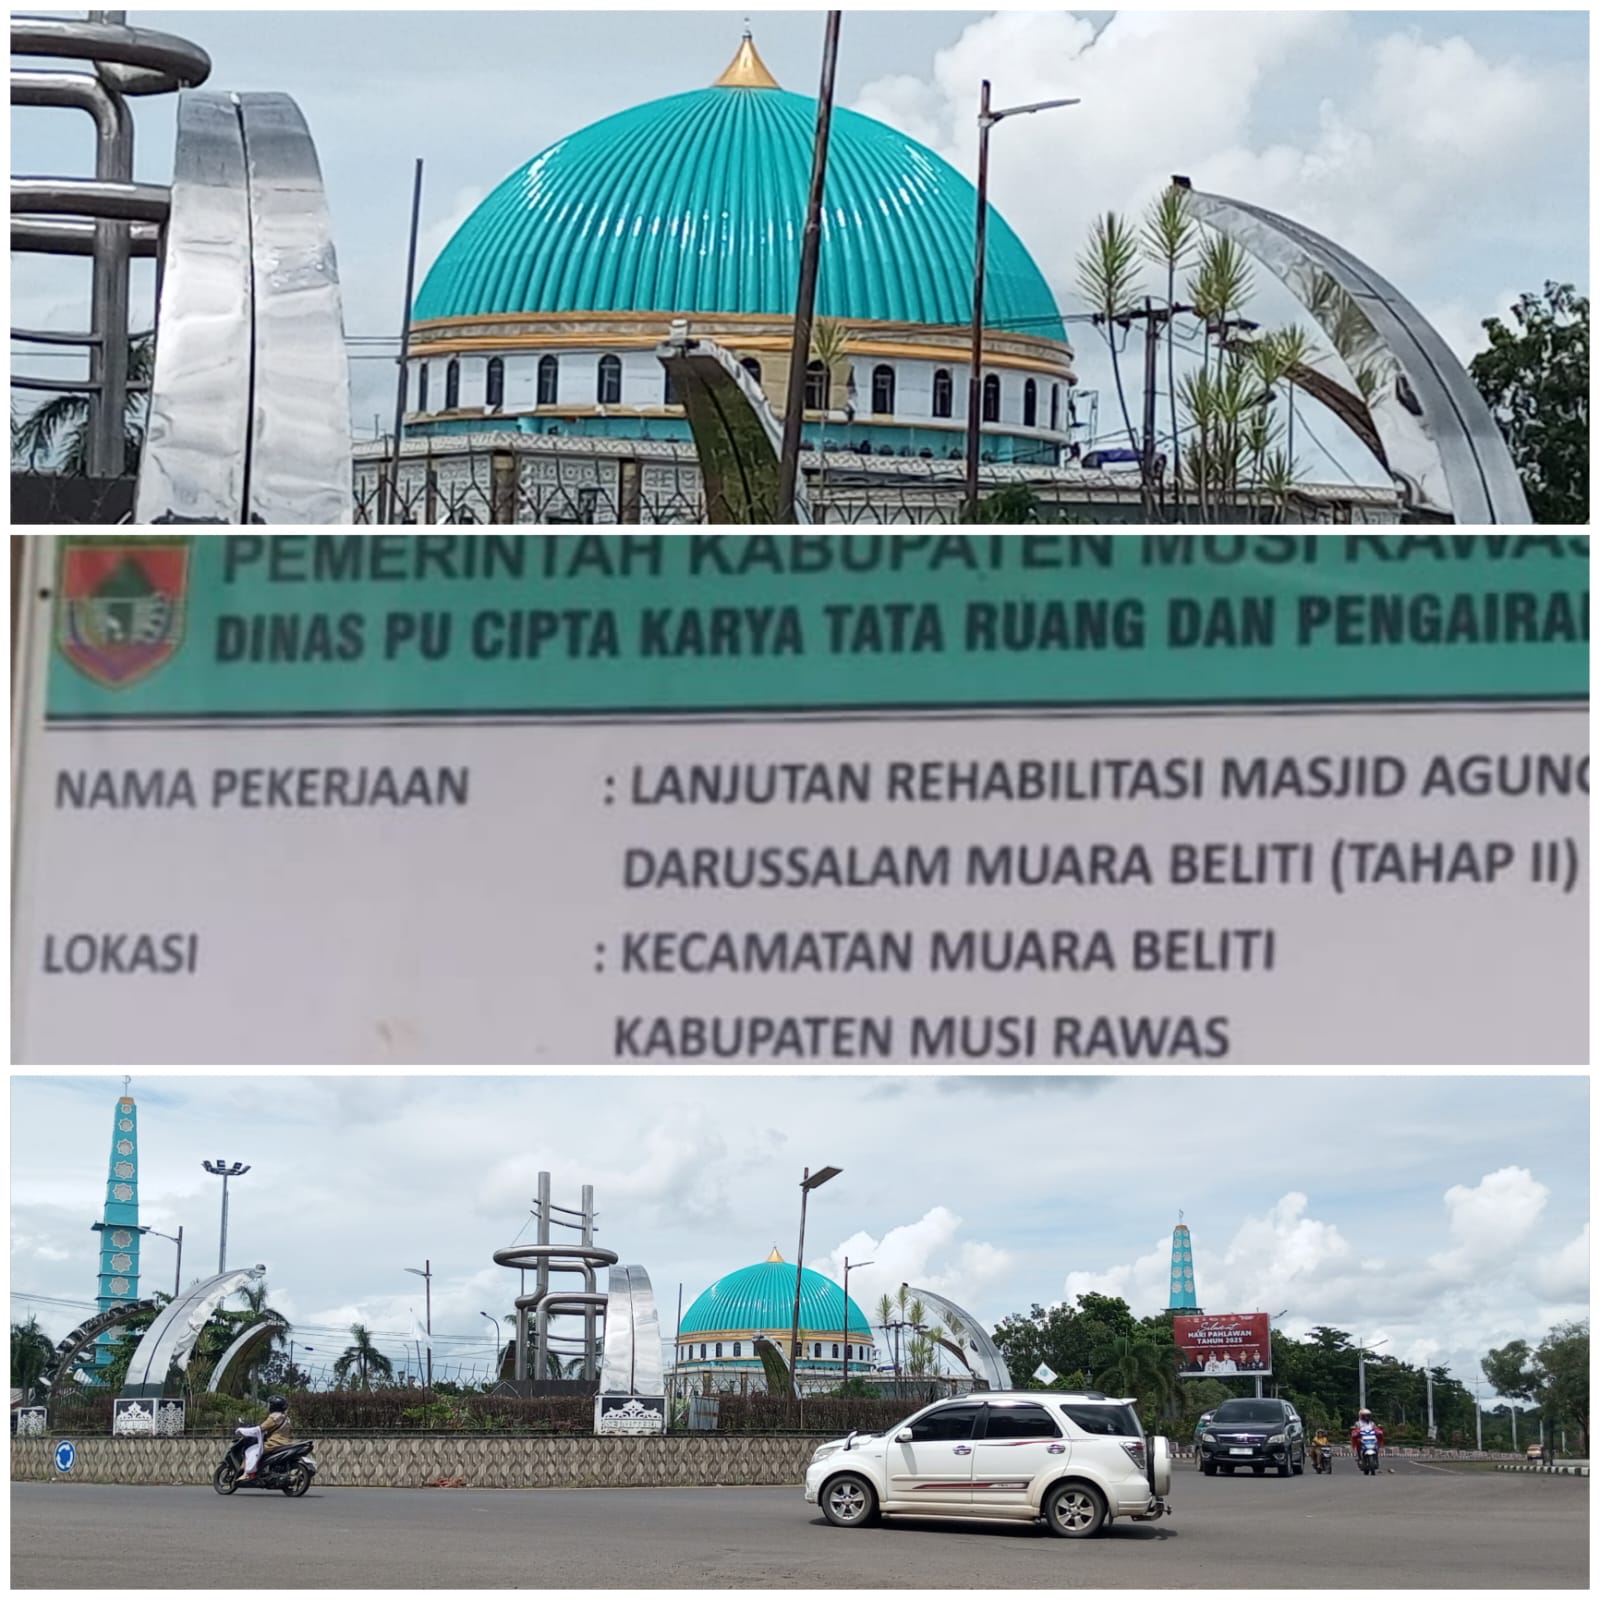 PEMERINTAH KABUPATEN MUSI RAWAS
DINAS PU CIPTA KARYA TATA RUANG DAN PENGAIRAN
NAMA PEKERJAAN : LANJUTAN REHABILITASI MASJID AGUNG
DARUSSALAM MUARA BELITI (TAHAP II)
LOKASI : KECAMATAN MUARA BELITI
KABUPATEN MUSI RAWAS
Selamat
HARI PAHLAWAN
TAHUN 2025